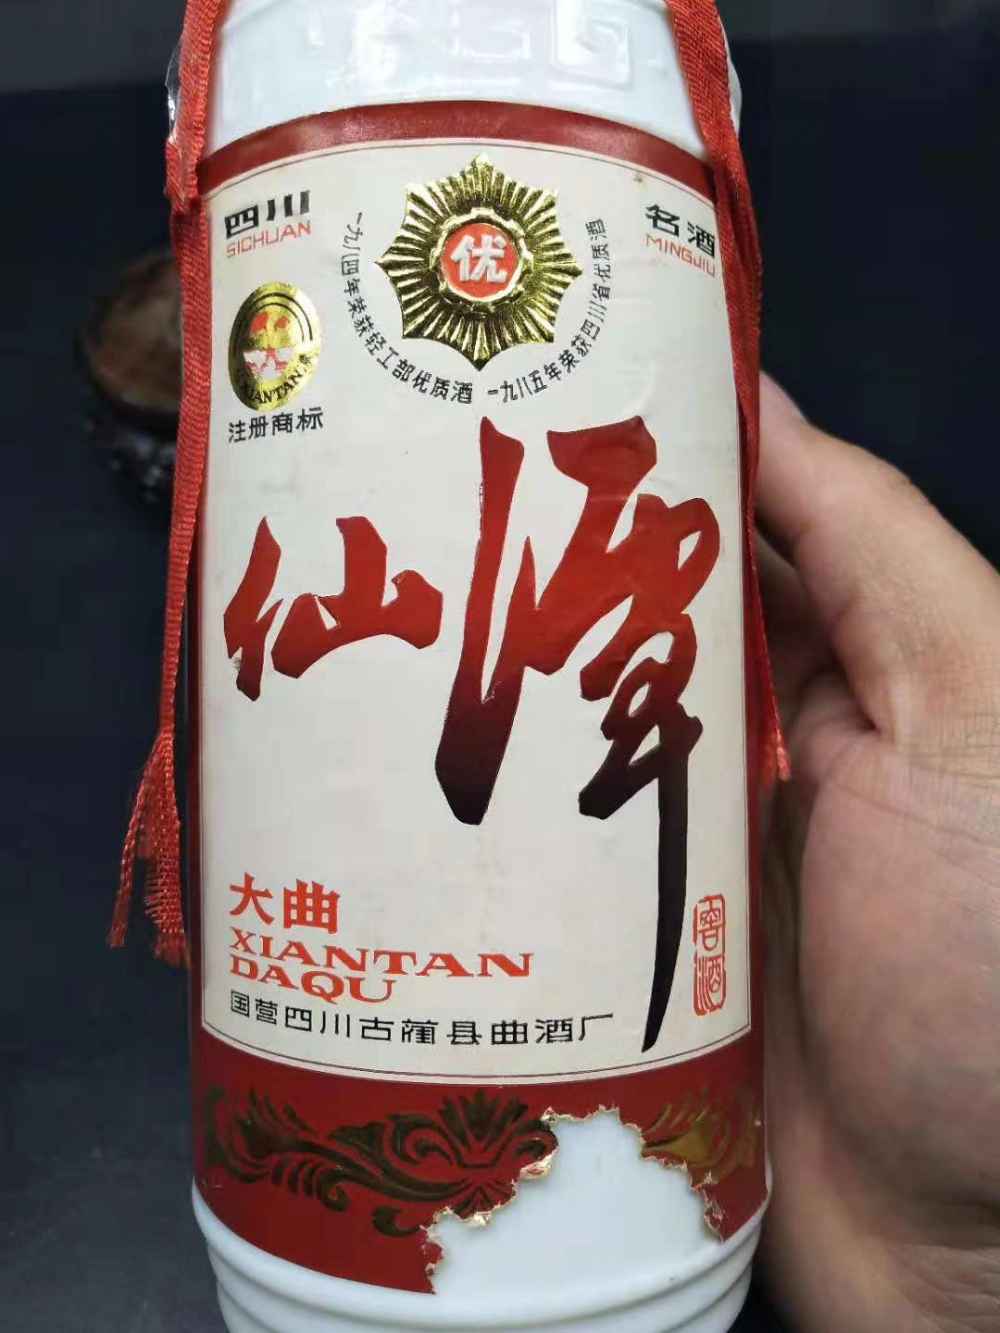 四川
SICHUAN
名酒
MINGJIU
优
一九八四年荣获轻工部优质酒 一九八五年荣获四川省优质酒
XIANTAN
注册商标
仙潭
大曲
XIANTAN
DAQU
窖酒
国营四川古蔺县曲酒厂